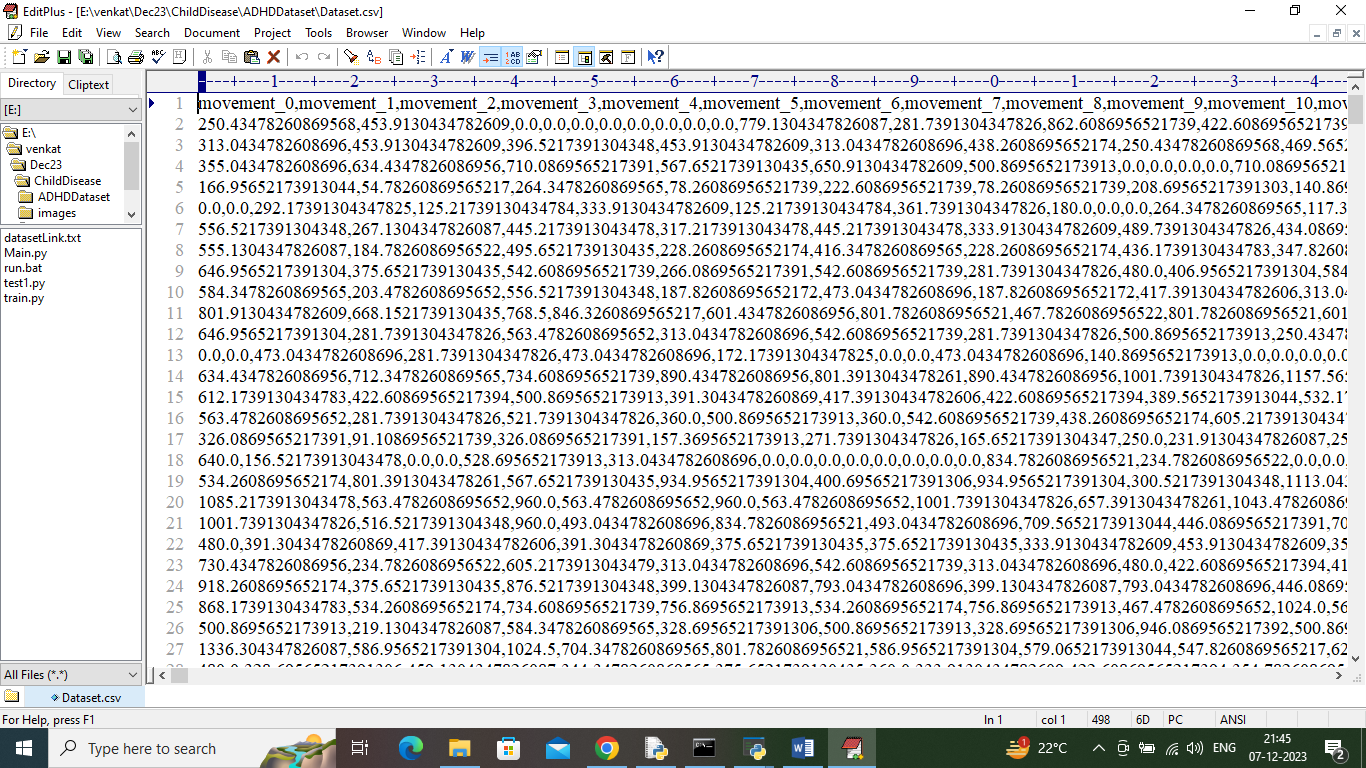 EditPlus - [E:\venkat\Dec23\ChildDisease\ADHDDataset\Dataset.csv]
File Edit View Search Document Project Tools Browser Window Help
Directory Cliptext
[E:]
E:\
venkat
Dec23
ChildDisease
ADHDDataset
images
datasetLink.txt
Main.py
run.bat
test1.py
train.py
All Files (*.*)
----+----1----+----2----+----3----+----4----+----5----+----6----+----7----+----8----+----9----+----0----+----1----+----2----+----3----+----4
1 movement_0,movement_1,movement_2,movement_3,movement_4,movement_5,movement_6,movement_7,movement_8,movement_9,movement_10,mov
2 250.43478260869568,453.9130434782609,0.0,0.0,0.0,0.0,0.0,0.0,0.0,0.0,779.1304347826087,281.7391304347826,862.6086956521739,422.6086956521739
3 313.0434782608696,453.9130434782609,396.5217391304348,453.9130434782609,313.0434782608696,438.2608695652174,250.43478260869568,469.5652
4 355.0434782608696,634.4347826086956,710.0869565217391,567.6521739130435,650.9130434782609,500.8695652173913,0.0,0.0,0.0,0.0,710.08695652
5 166.95652173913044,54.78260869565217,264.3478260869565,78.26086956521739,222.6086956521739,78.26086956521739,208.69565217391303,140.869
6 0.0,0.0,292.17391304347825,125.21739130434784,333.9130434782609,125.21739130434784,361.7391304347826,180.0,0.0,0.0,264.3478260869565,117.3
7 556.5217391304348,267.1304347826087,445.2173913043478,317.2173913043478,445.2173913043478,333.9130434782609,489.7391304347826,434.0869
8 555.1304347826087,184.7826086956522,495.6521739130435,228.2608695652174,416.3478260869565,228.2608695652174,436.1739130434783,347.82608
9 646.9565217391304,375.6521739130435,542.6086956521739,266.0869565217391,542.6086956521739,281.7391304347826,480.0,406.9565217391304,584
10 584.3478260869565,203.4782608695652,556.5217391304348,187.82608695652172,473.0434782608696,187.82608695652172,417.39130434782606,313.04
11 801.9130434782609,668.1521739130435,768.5,846.3260869565217,601.4347826086956,801.7826086956521,467.7826086956522,801.7826086956521,601
12 646.9565217391304,281.7391304347826,563.4782608695652,313.0434782608696,542.6086956521739,281.7391304347826,500.8695652173913,250.43478
13 0.0,0.0,473.0434782608696,281.7391304347826,473.0434782608696,172.17391304347825,0.0,0.0,473.0434782608696,140.8695652173913,0.0,0.0,0.0,0.0
14 634.4347826086956,712.3478260869565,734.6086956521739,890.4347826086956,801.3913043478261,890.4347826086956,1001.7391304347826,1157.565
15 612.1739130434783,422.60869565217394,500.8695652173913,391.3043478260869,417.39130434782606,422.60869565217394,389.5652173913044,532.17
16 563.4782608695652,281.7391304347826,521.7391304347826,360.0,500.8695652173913,360.0,542.6086956521739,438.2608695652174,605.21739130434
17 326.0869565217391,91.1086956521739,326.0869565217391,157.3695652173913,271.7391304347826,165.65217391304347,250.0,231.91304347826087,25
18 640.0,156.52173913043478,0.0,0.0,528.695652173913,313.0434782608696,0.0,0.0,0.0,0.0,0.0,0.0,0.0,0.0,834.7826086956521,234.7826086956522,0.0,0.0,
19 534.2608695652174,801.3913043478261,567.6521739130435,934.9565217391304,400.69565217391306,934.9565217391304,300.5217391304348,1113.043
20 1085.2173913043478,563.4782608695652,960.0,563.4782608695652,960.0,563.4782608695652,1001.7391304347826,657.3913043478261,1043.47826086
21 1001.7391304347826,516.5217391304348,960.0,493.0434782608696,834.7826086956521,493.0434782608696,709.5652173913044,446.0869565217391,70
22 480.0,391.3043478260869,417.39130434782606,391.3043478260869,375.6521739130435,375.6521739130435,333.9130434782609,453.9130434782609,35
23 730.4347826086956,234.7826086956522,605.2173913043479,313.0434782608696,542.6086956521739,313.0434782608696,480.0,422.60869565217394,41
24 918.2608695652174,375.6521739130435,876.5217391304348,399.1304347826087,793.0434782608696,399.1304347826087,793.0434782608696,446.0869
25 868.1739130434783,534.2608695652174,734.6086956521739,756.8695652173913,534.2608695652174,756.8695652173913,467.4782608695652,1024.0,56
26 500.8695652173913,219.1304347826087,584.3478260869565,328.69565217391306,500.8695652173913,328.69565217391306,946.0869565217392,500.869
27 1336.304347826087,586.9565217391304,1024.5,704.3478260869565,801.7826086956521,586.9565217391304,579.0652173913044,547.8260869565217,62
Dataset.csv
For Help, press F1 ln 1 col 1 498 6D PC ANSI
Type here to search 22°C ENG 21:45
07-12-2023 2